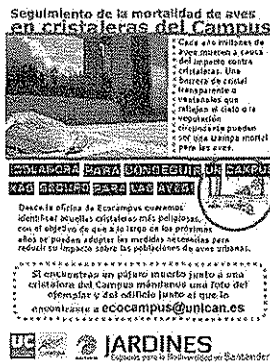 Seguimiento de la mortalidad de aves
en cristaleras del Campus
Cada año millones de
aves mueren a causa
del impacto contra
cristaleras. Una
barrera de cristal
transparente o
ventanales que
reflejan el cielo o la
vegetación
circundante pueden
ser una trampa mortal
para las aves.
COLABORA PARA CONSEGUIR UN CAMPUS
MÁS SEGURO PARA LAS AVES
Desde la oficina de Ecocampus queremos
identificar aquellas cristaleras más peligrosas,
con el objetivo de que a lo largo de los próximos
años se puedan adoptar las medidas necesarias para
reducir su impacto sobre las poblaciones de aves urbanas.
Si encuentras un pájaro muerto junto a una
cristalera del Campus mándanos una foto del
ejemplar y del edificio junto al que lo
encontraste a ecocampus@unican.es
UC
JARDINES
Espacios para la Biodiversidad en Santander